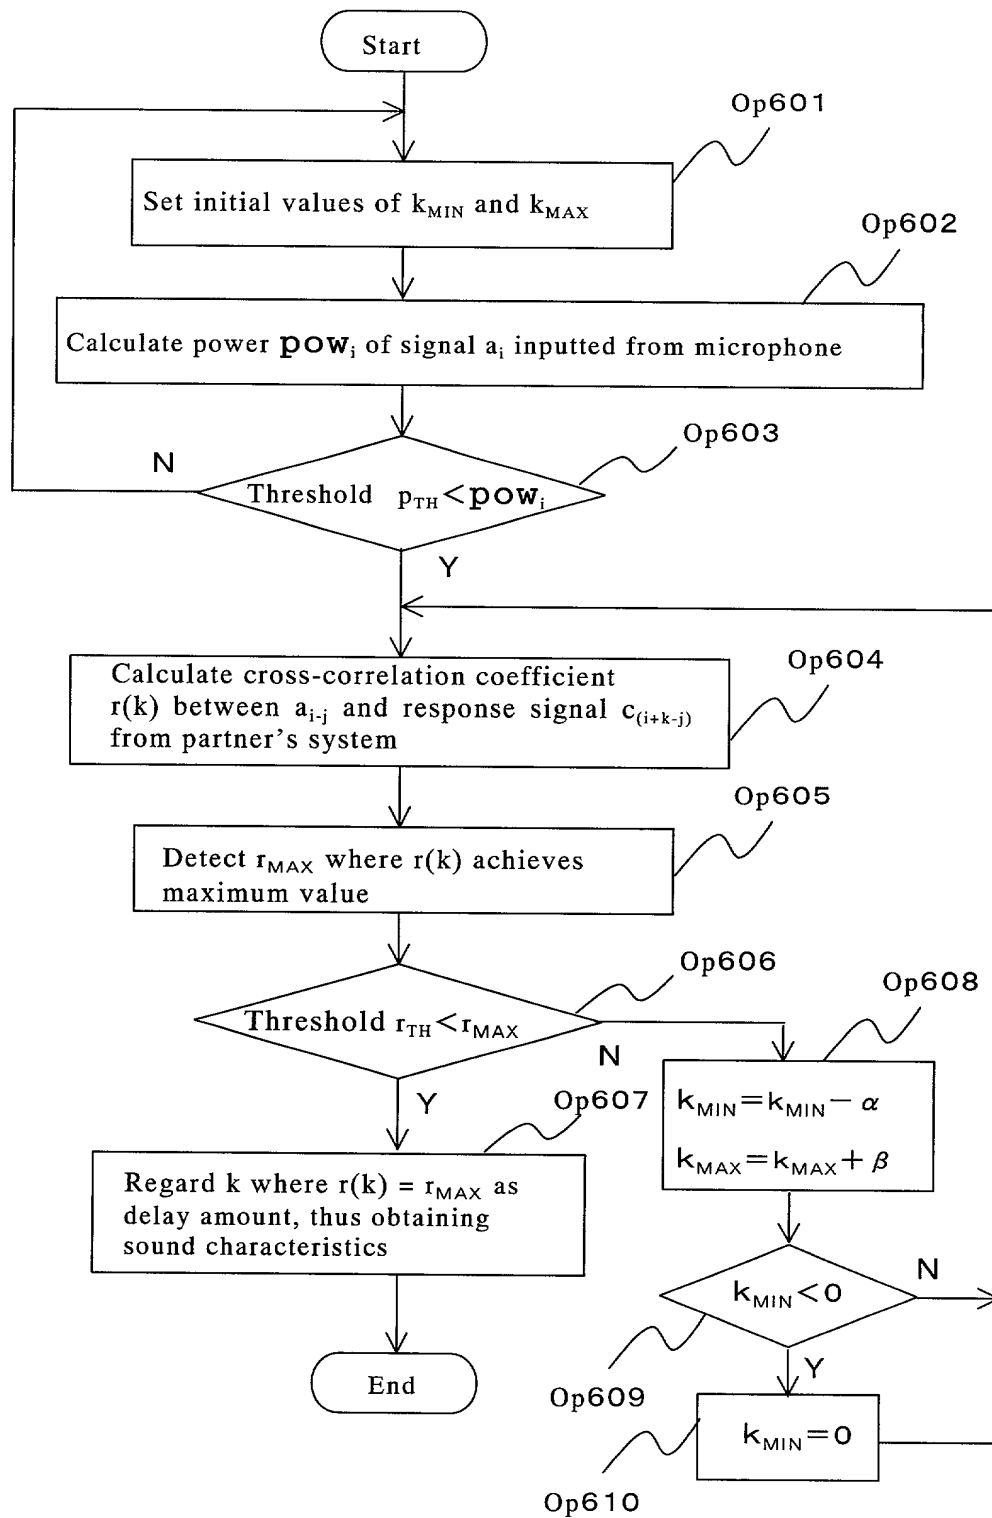 Start
Op601
Set initial values of kMIN and kMAX
Op602
Calculate power powi of signal ai inputted from microphone
Op603
N
Threshold pTH<powi
Y
Op604
Calculate cross-correlation coefficient
r(k) between ai-j and response signal c(i+k-j)
from partner's system
Op605
Detect rMAX where r(k) achieves
maximum value
Op606
Threshold rTH<rMAX
N
Op608
Y
Op607
kMIN=kMIN−α
kMAX=kMAX+β
Regard k where r(k) = rMAX as
delay amount, thus obtaining
sound characteristics
kMIN<0
N
Y
End
Op609
kMIN=0
Op610